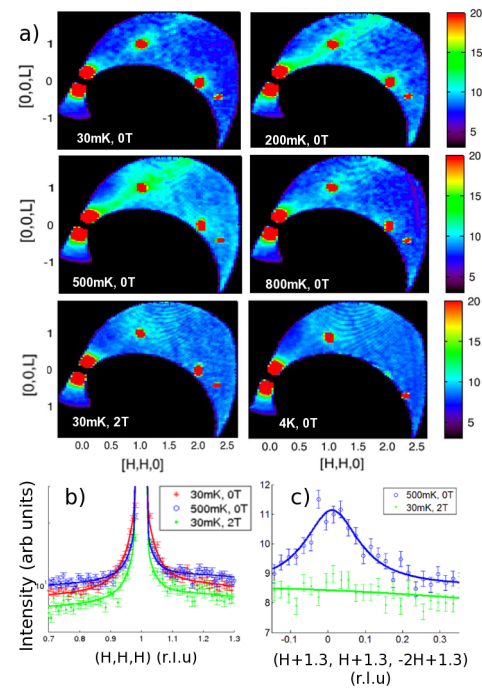 a)
[0,0,L]
1
0
-1
30mK, 0T
200mK, 0T
20
15
10
5
[0,0,L]
1
0
-1
500mK, 0T
800mK, 0T
20
15
10
5
[0,0,L]
1
0
-1
30mK, 2T
4K, 0T
20
15
10
5
0.0 0.5 1.0 1.5 2.0 2.5
0.0 0.5 1.0 1.5 2.0 2.5
[H,H,0]
[H,H,0]
b)
Intensity (arb units)
30mK, 0T
500mK, 0T
30mK, 2T
0.7 0.8 0.9 1 1.1 1.2 1.3
(H,H,H) (r.l.u)
c)
500mK, 0T
30mK, 2T
12
11
10
9
8
7
-0.1 0 0.1 0.2 0.3
(H+1.3, H+1.3, -2H+1.3)
(r.l.u)